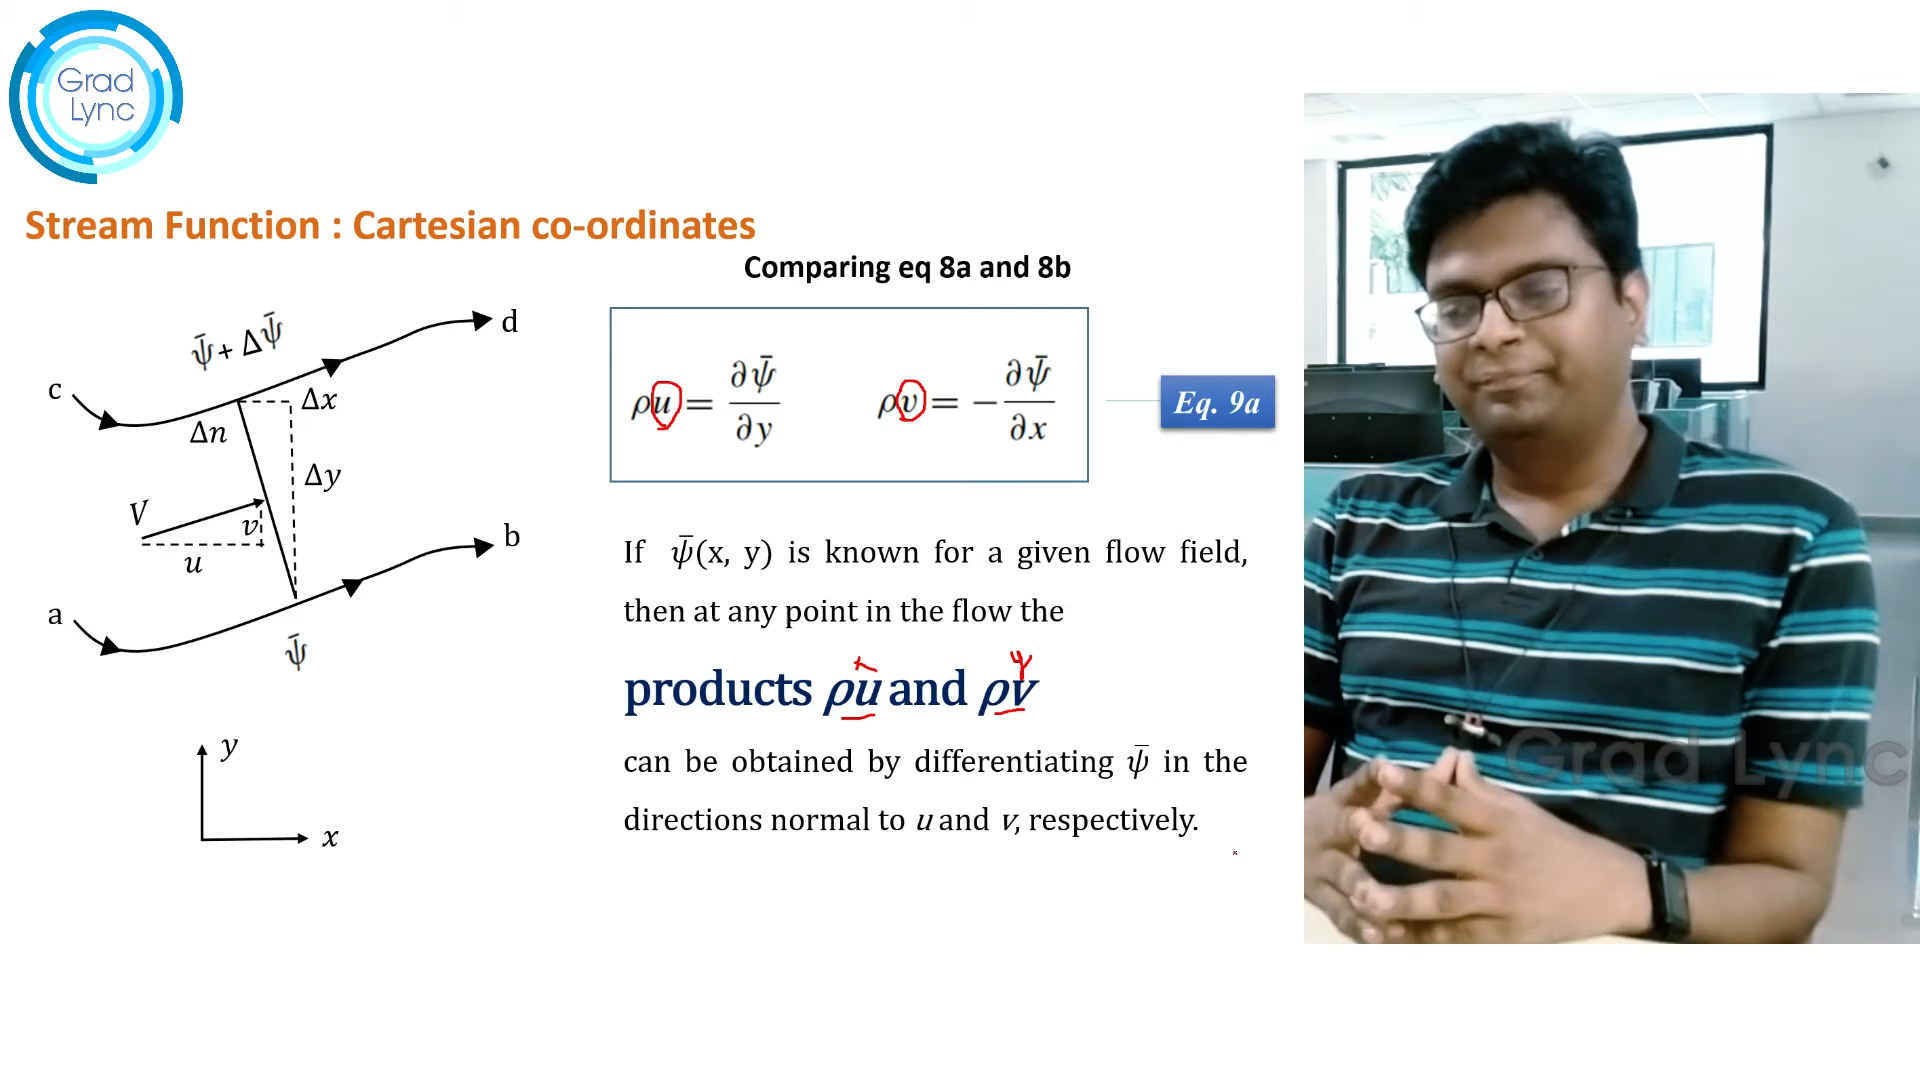 Grad
Lync
Stream Function : Cartesian co-ordinates
Comparing eq 8a and 8b
ψ̄ + Δψ̄
d
c
Δx
Δn
Δy
V
v
u
b
a
ψ̄
y
x
ρu = ∂ψ̄/∂y ρv = −∂ψ̄/∂x
Eq. 9a
If ψ̄(x, y) is known for a given flow field,
then at any point in the flow the
x y
products ρu and ρv
can be obtained by differentiating ψ̄ in the
directions normal to u and v, respectively.
Grad Lync